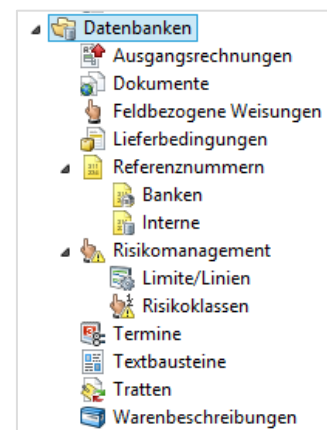 Datenbanken
Ausgangsrechnungen
Dokumente
Feldbezogene Weisungen
Lieferbedingungen
Referenznummern
Banken
Interne
Risikomanagement
Limite/Linien
Risikoklassen
Termine
Textbausteine
Tratten
Warenbeschreibungen